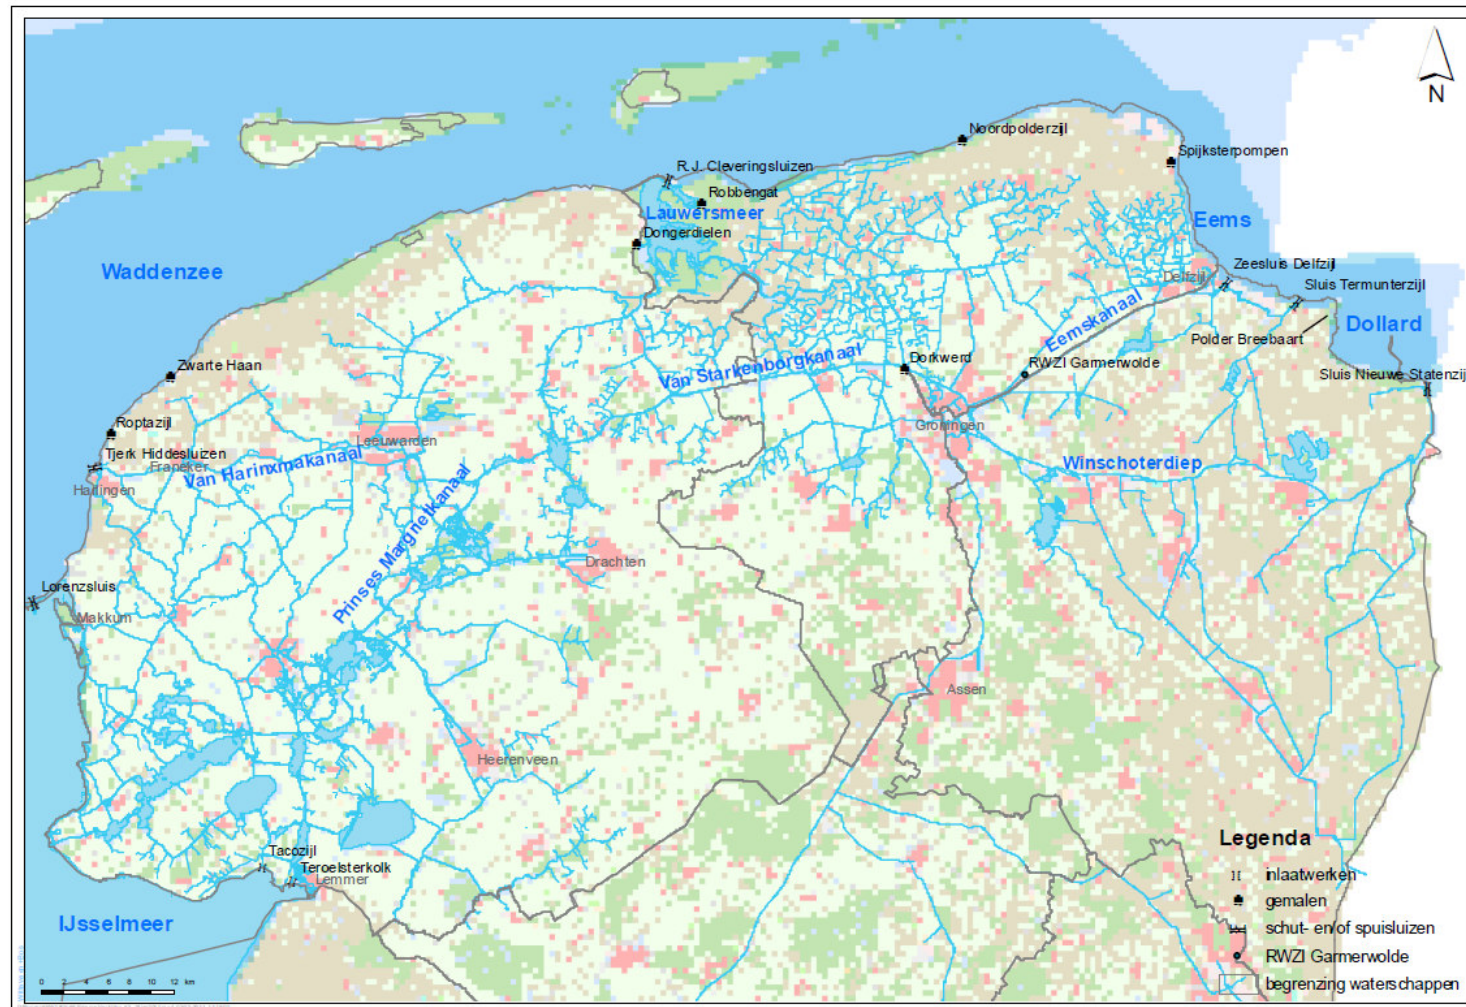 N
Noordpolderzijl
Spijksterpompen
R.J. Cleveringsluizen
Robbengat
Lauwersmeer
Dongerdielen
Eems
Waddenzee
Zeesluis Delfzijl
Delfzijl
Sluis Termunterzijl
Dollard
Eemskanaal
Polder Breebaart
Van Starkenborgkanaal
Dorkwerd
RWZI Garmerwolde
Zwarte Haan
Sluis Nieuwe Statenzijl
Roptazijl
Leeuwarden
Groningen
Tjerk Hiddesluizen
Franeker
Van Harinxmakanaal
Winschoterdiep
Harlingen
Prinses Margrietkanaal
Drachten
Lorenzsluis
Makkum
Assen
Heerenveen
Tacozijl
Teroelsterkolk
Lemmer
IJsselmeer
Legenda
inlaatwerken
gemalen
schut- en/of spuisluizen
RWZI Garmerwolde
begrenzing waterschappen
0 2 4 6 8 10 12 km